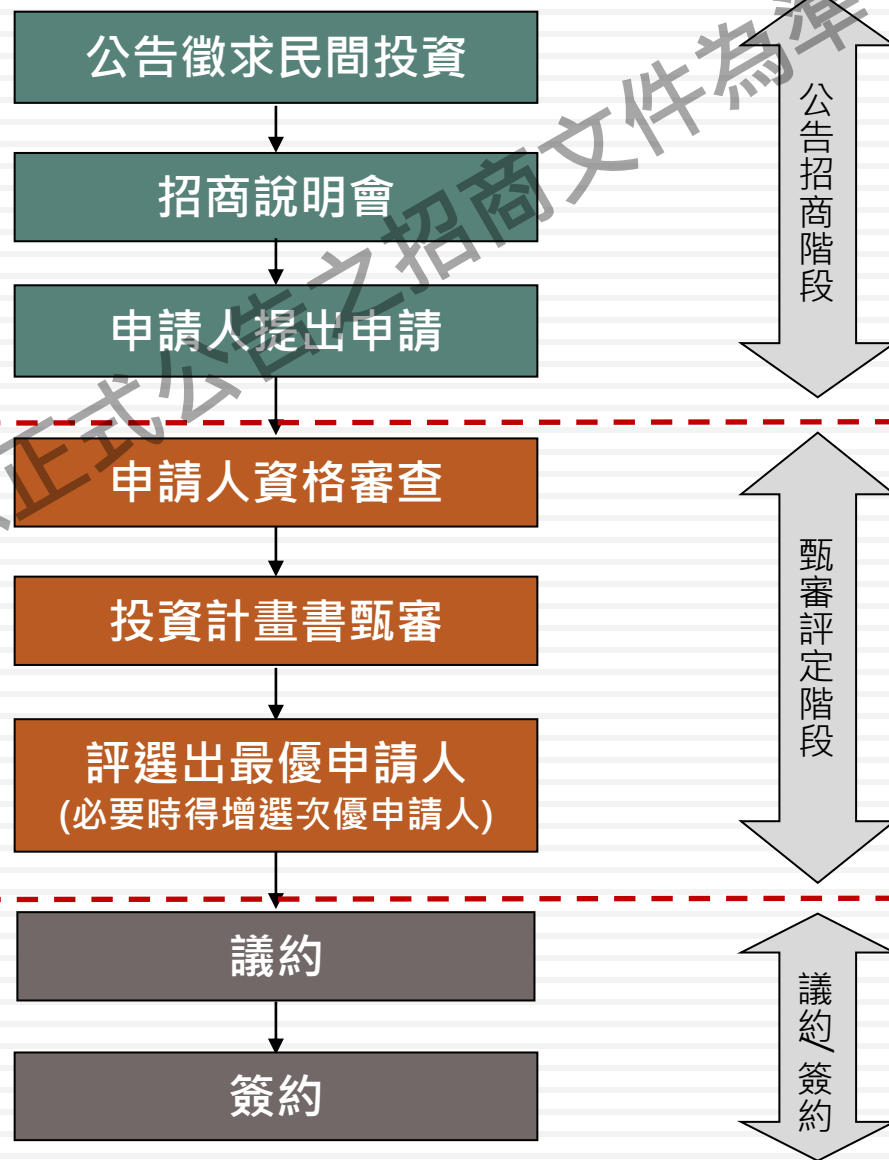 公告徵求民間投資
招商說明會
申請人提出申請
公告招商階段
申請人資格審查
投資計畫書甄審
評選出最優申請人
(必要時得增選次優申請人)
甄審評定階段
議約
簽約
議約/簽約
正式公告之招商文件為準